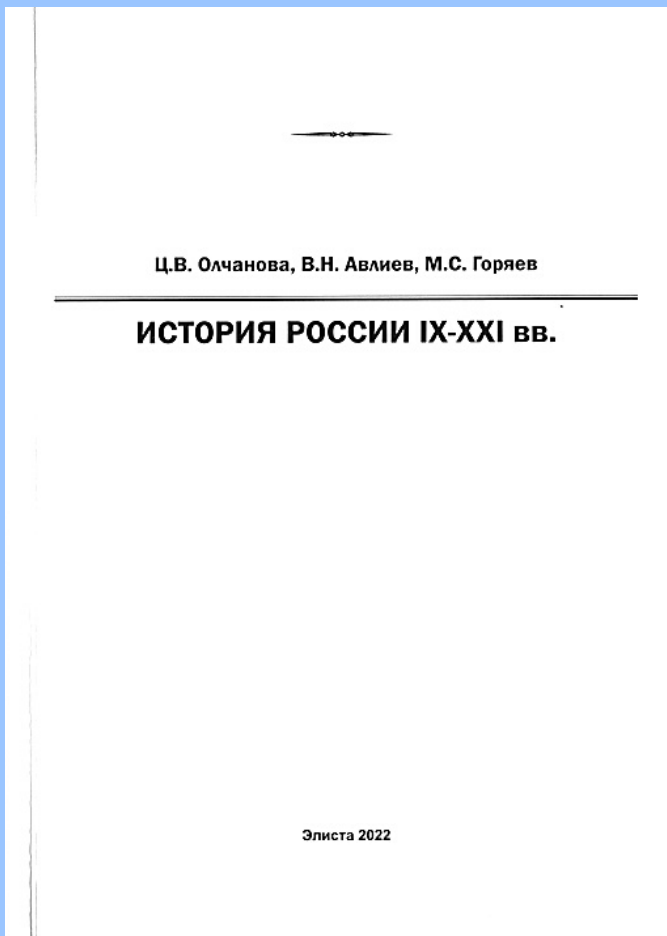 Ц.В. Олчанова, В.Н. Авлиев, М.С. Горяев
ИСТОРИЯ РОССИИ IX-XXI вв.
Элиста 2022